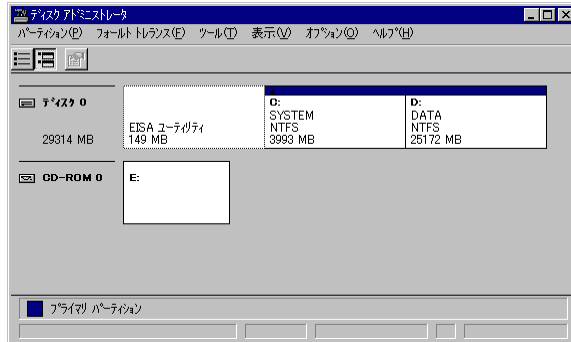 ディスク アドミニストレータ
パーティション(P) フォールト トレランス(F) ツール(T) 表示(V) オプション(O) ヘルプ(H)
ディスク 0
29314 MB
EISA ユーティリティ
149 MB
C:
SYSTEM
NTFS
3993 MB
D:
DATA
NTFS
25172 MB
CD-ROM 0
E:
プライマリ パーティション